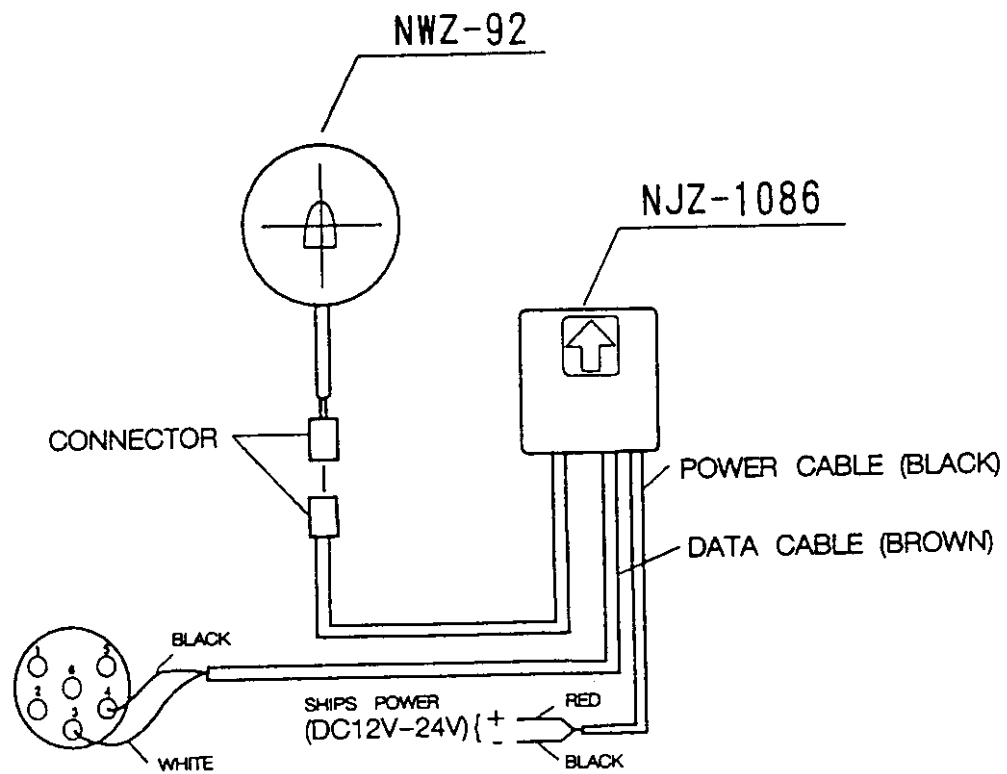 NWZ-92
NJZ-1086
CONNECTOR
POWER CABLE (BLACK)
DATA CABLE (BROWN)
BLACK
1
5
6
2
4
3
SHIPS POWER
(DC12V-24V) { + -
RED
BLACK
WHITE